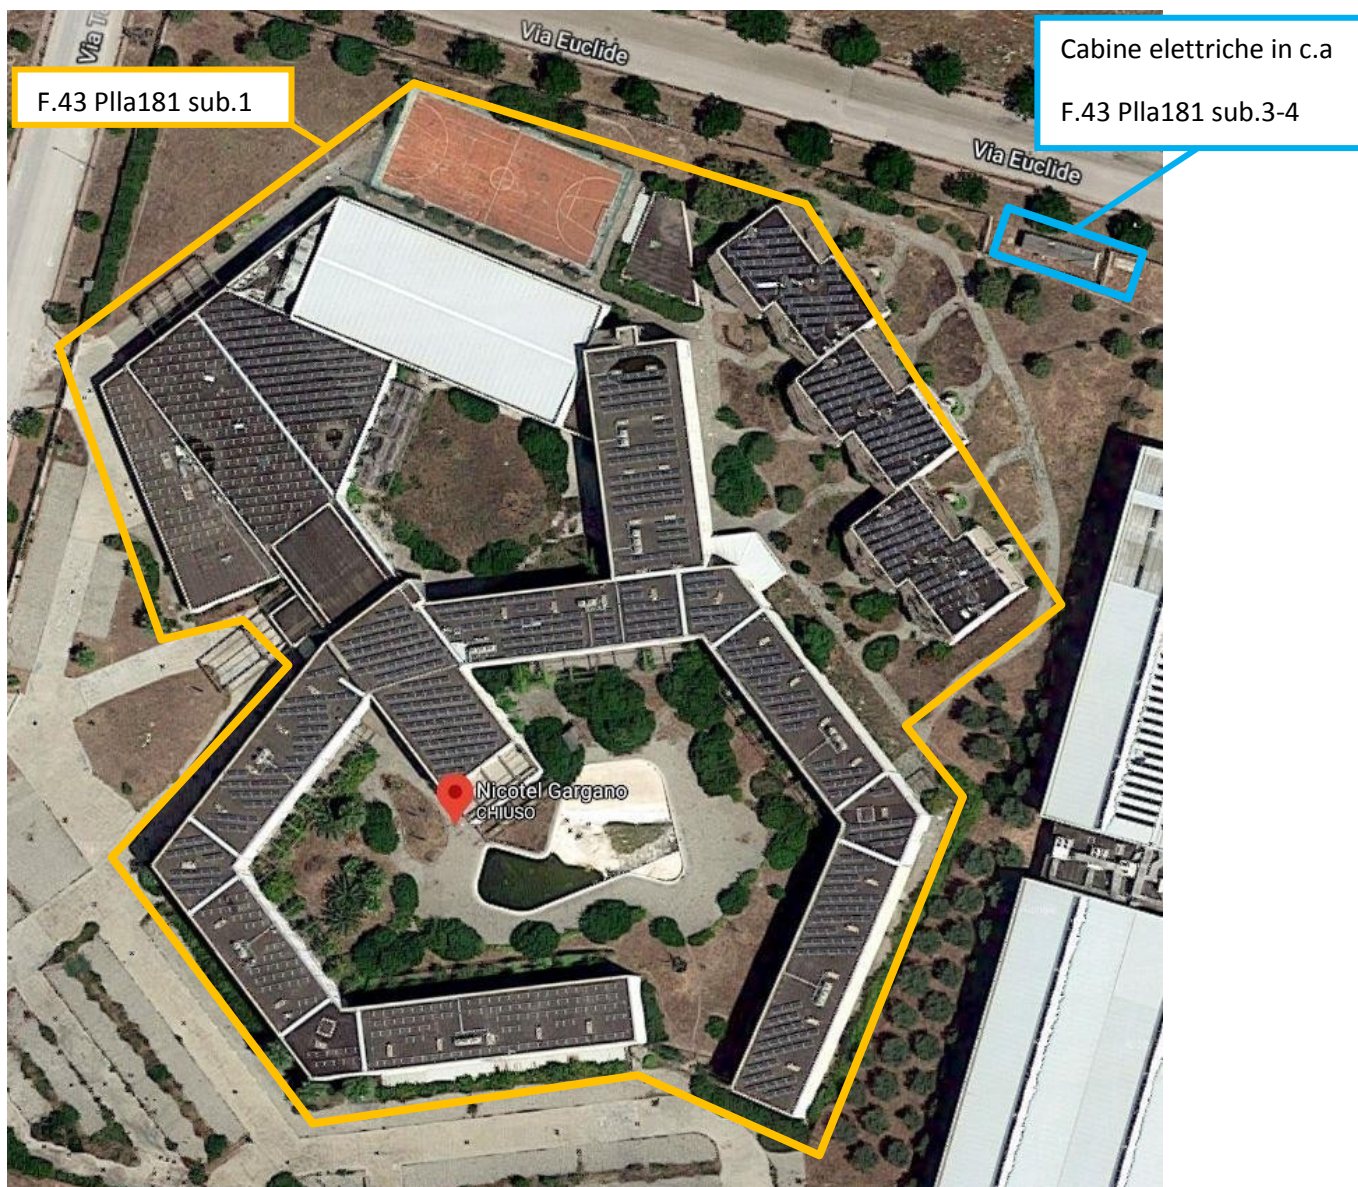 Via Euclide
Cabine elettriche in c.a
F.43 Plla181 sub.3-4
F.43 Plla181 sub.1
Via Euclide
Nicotel Gargano
CHIUSO